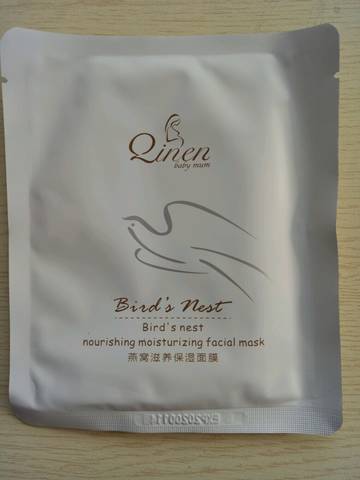 Qinen
baby mum
Bird's Nest
Bird's nest
nourishing moisturizing facial mask
燕窝滋养保湿面膜